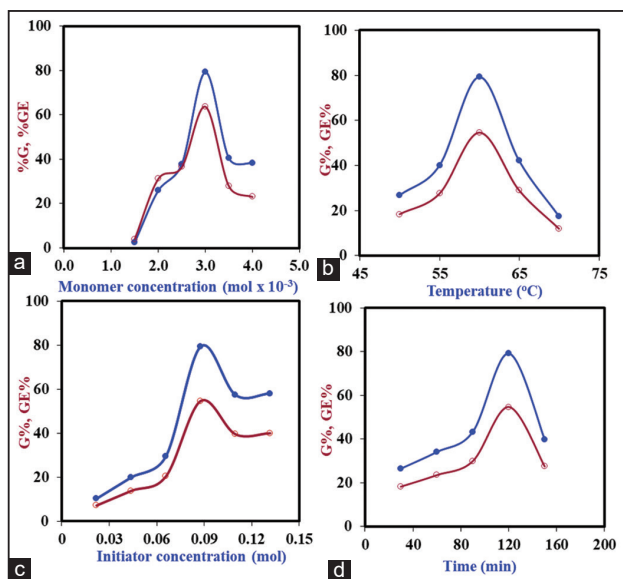 %G, %GE
100
80
60
40
20
0
0.0 1.0 2.0 3.0 4.0 5.0
Monomer concentration (mol x 10⁻³)
a
G%, GE%
100
80
60
40
20
0
45 55 65 75
Temperature (°C)
b
G%, GE%
100
80
60
40
20
0
0.00 0.03 0.06 0.09 0.12 0.15
Initiator concentration (mol)
c
G%, GE%
100
80
60
40
20
0
0 40 80 120 160 200
Time (min)
d